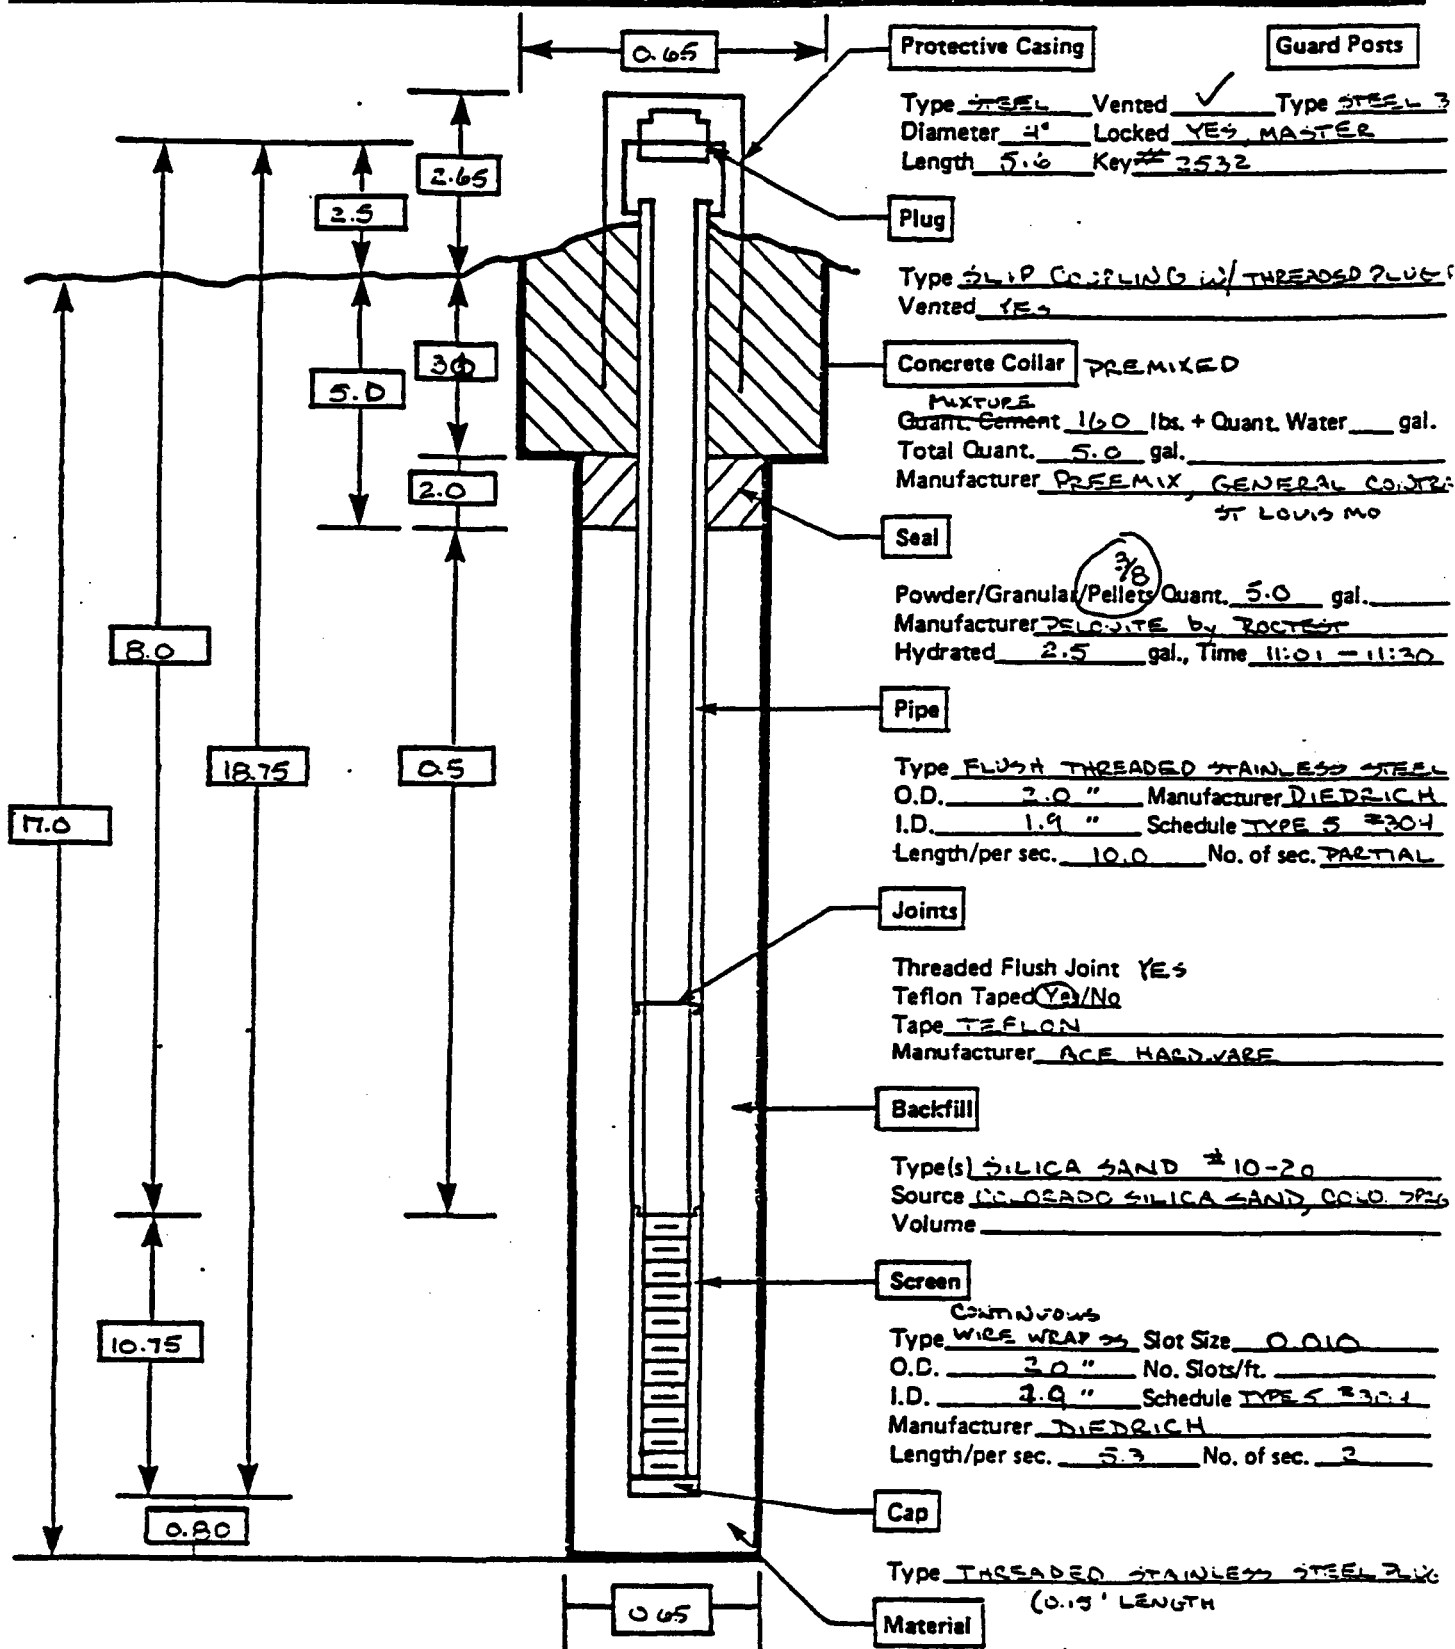 0.65
Protective Casing
Guard Posts
Type STEEL Vented ✓ Type STEEL 3
Diameter 4" Locked YES, MASTER
Length 5.6 Key# 2532
2.65
2.5
Plug
Type SLIP COUPLING W/ THREADED PLUG
Vented YES
Concrete Collar PREMIXED
MIXTURE
Quant. Cement 160 lbs. + Quant. Water gal.
Total Quant. 5.0 gal.
Manufacturer PREEMIX, GENERAL CONTR
ST LOUIS MO
3.0
5.0
2.0
Seal
3/8
Powder/Granular/Pellets Quant. 5.0 gal.
Manufacturer PELONITE by ROCTEST
Hydrated 2.5 gal., Time 11:01 - 11:30
8.0
Pipe
18.75
0.5
17.0
Type FLUSH THREADED STAINLESS STEEL
O.D. 2.0 " Manufacturer DIEDRICH
I.D. 1.9 " Schedule TYPE 5 #304
Length/per sec. 10.0 No. of sec. PARTIAL
Joints
Threaded Flush Joint YES
Teflon Taped Yes/No
Tape TEFLON
Manufacturer ACE HARDWARE
Backfill
Type(s) SILICA SAND #10-20
Source COLORADO SILICA SAND, COLO. SPRG
Volume
Screen
CONTINUOUS
Type WIRE WRAP SS Slot Size 0.010
O.D. 2.0 " No. Slots/ft.
I.D. 1.9 " Schedule TYPE 5 #304
Manufacturer DIEDRICH
Length/per sec. 5.3 No. of sec. 2
10.75
Cap
0.80
Type THREADED STAINLESS STEEL PLUG
(0.15' LENGTH
0.65
Material